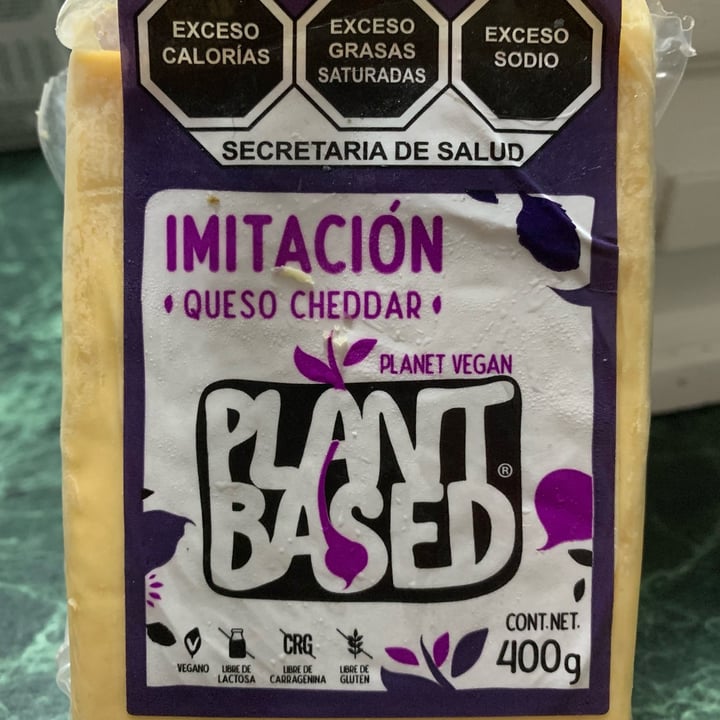 EXCESO
CALORÍAS
EXCESO
GRASAS
SATURADAS
EXCESO
SODIO
SECRETARIA DE SALUD
IMITACIÓN
QUESO CHEDDAR
PLANET VEGAN
PLANT
BASED®
CONT.NET.
400g
VEGANO
LIBRE DE
LACTOSA
CRG
LIBRE DE
CARRAGENINA
LIBRE DE
GLUTEN